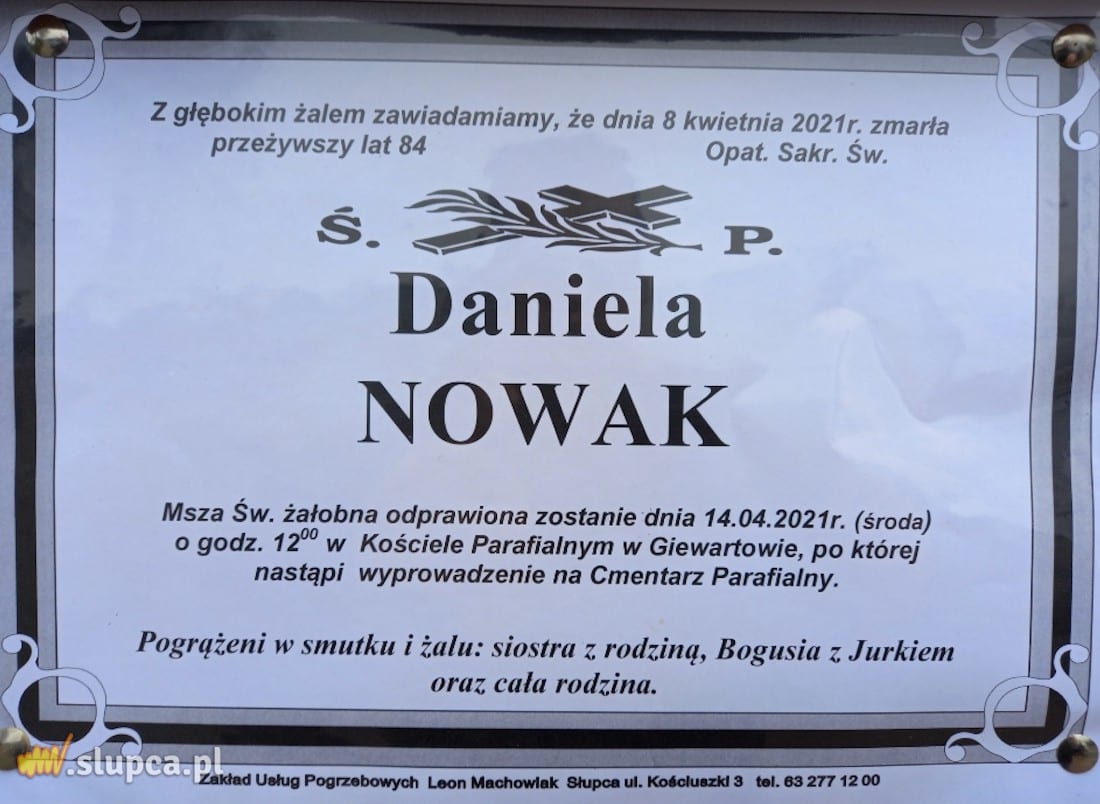 Z głębokim żalem zawiadamiamy, że dnia 8 kwietnia 2021r. zmarła
przeżywszy lat 84 Opat. Sakr. Św.
Ś. P.
Daniela
NOWAK
Msza Św. żałobna odprawiona zostanie dnia 14.04.2021r. (środa)
o godz. 12⁰⁰ w Kościele Parafialnym w Giewartowie, po której
nastąpi wyprowadzenie na Cmentarz Parafialny.
Pogrążeni w smutku i żalu: siostra z rodziną, Bogusia z Jurkiem
oraz cała rodzina.
.slupca.pl
Zakład Usług Pogrzebowych Leon Machowiak Słupca ul. Kościuszki 3 tel. 63 277 12 00